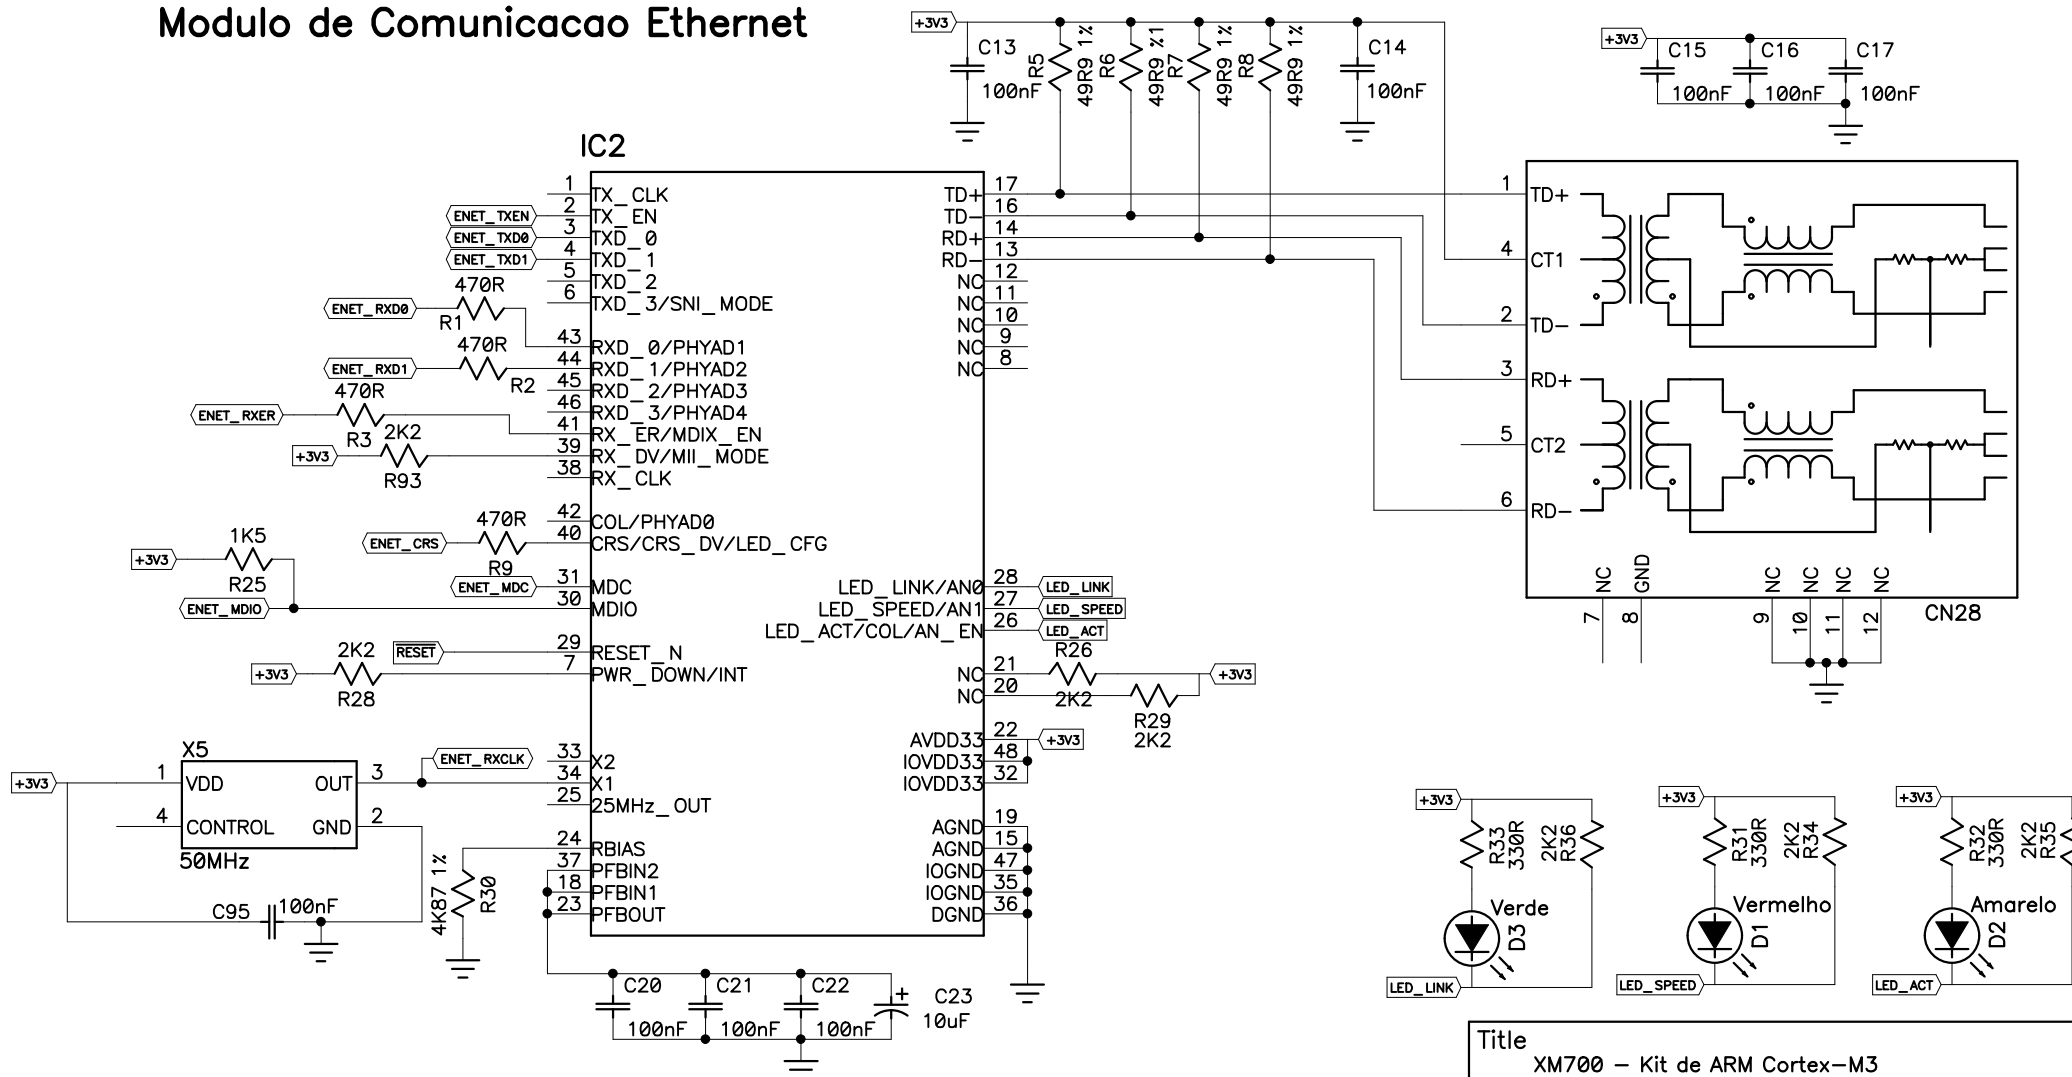 Modulo de Comunicacao Ethernet
+3V3
C13
100nF
R5
49R9 1%
R6
49R9 %1
R7
49R9 1%
R8
49R9 1%
C14
100nF
+3V3
C15
100nF
C16
100nF
C17
100nF
IC2
1 TX_CLK
ENET_TXEN 2 TX_EN
ENET_TXD0 3 TXD_0
ENET_TXD1 4 TXD_1
5 TXD_2
6 TXD_3/SNI_MODE
ENET_RXD0 470R R1 43 RXD_0/PHYAD1
ENET_RXD1 470R R2 44 RXD_1/PHYAD2
45 RXD_2/PHYAD3
46 RXD_3/PHYAD4
ENET_RXER 470R R3 41 RX_ER/MDIX_EN
+3V3 2K2 R93 39 RX_DV/MII_MODE
38 RX_CLK
42 COL/PHYAD0
ENET_CRS 470R R9 40 CRS/CRS_DV/LED_CFG
+3V3 1K5 R25
ENET_MDC 31 MDC
ENET_MDIO 30 MDIO
RESET 29 RESET_N
+3V3 2K2 R28 7 PWR_DOWN/INT
33 X2
ENET_RXCLK 34 X1
25 25MHz_OUT
24 RBIAS
37 PFBIN2
18 PFBIN1
23 PFBOUT
4K87 1%
R30
X5
+3V3
1 VDD
OUT 3
4 CONTROL
GND 2
50MHz
C95
100nF
TD+ 17
TD- 16
RD+ 14
RD- 13
NC 12
NC 11
NC 10
NC 9
NC 8
LED_LINK/AN0 28 LED_LINK
LED_SPEED/AN1 27 LED_SPEED
LED_ACT/COL/AN_EN 26 LED_ACT
NC 21 R26 2K2 +3V3
NC 20 R29 2K2
AVDD33 22 +3V3
IOVDD33 48
IOVDD33 32
AGND 19
AGND 15
IOGND 47
IOGND 35
DGND 36
C20
100nF
C21
100nF
C22
100nF
+
C23
10uF
1 TD+
4 CT1
2 TD-
3 RD+
5 CT2
6 RD-
7 NC
8 GND
9 NC
10 NC
11 NC
12 NC
CN28
+3V3
R33
330R
2K2
R36
Verde
D3
LED_LINK
+3V3
R31
330R
2K2
R34
Vermelho
D1
LED_SPEED
+3V3
R32
330R
2K2
R35
Amarelo
D2
LED_ACT
Title
XM700 - Kit de ARM Cortex-M3